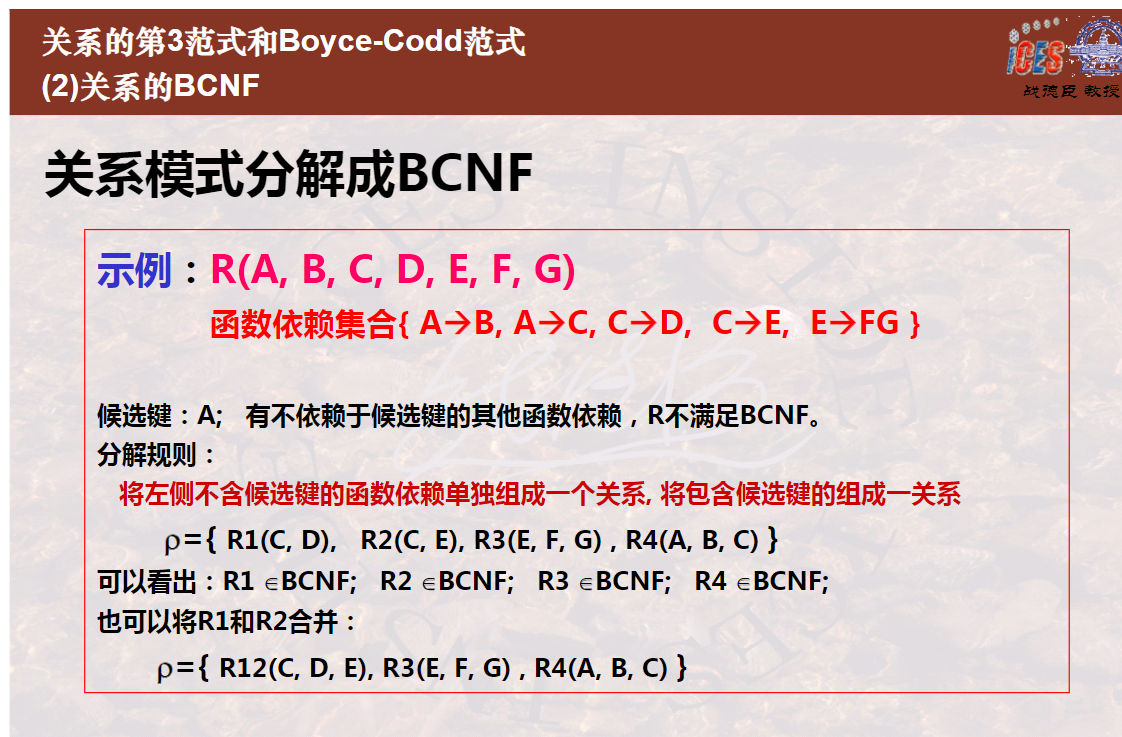 关系的第3范式和Boyce-Codd范式
(2)关系的BCNF
iCES
战德臣 教授
关系模式分解成BCNF
示例：R(A, B, C, D, E, F, G)
函数依赖集合{ A→B, A→C, C→D, C→E, E→FG }
候选键：A; 有不依赖于候选键的其他函数依赖，R不满足BCNF。
分解规则：
将左侧不含候选键的函数依赖单独组成一个关系, 将包含候选键的组成一关系
ρ={ R1(C, D), R2(C, E), R3(E, F, G) , R4(A, B, C) }
可以看出：R1 ∈BCNF; R2 ∈BCNF; R3 ∈BCNF; R4 ∈BCNF;
也可以将R1和R2合并：
ρ={ R12(C, D, E), R3(E, F, G) , R4(A, B, C) }